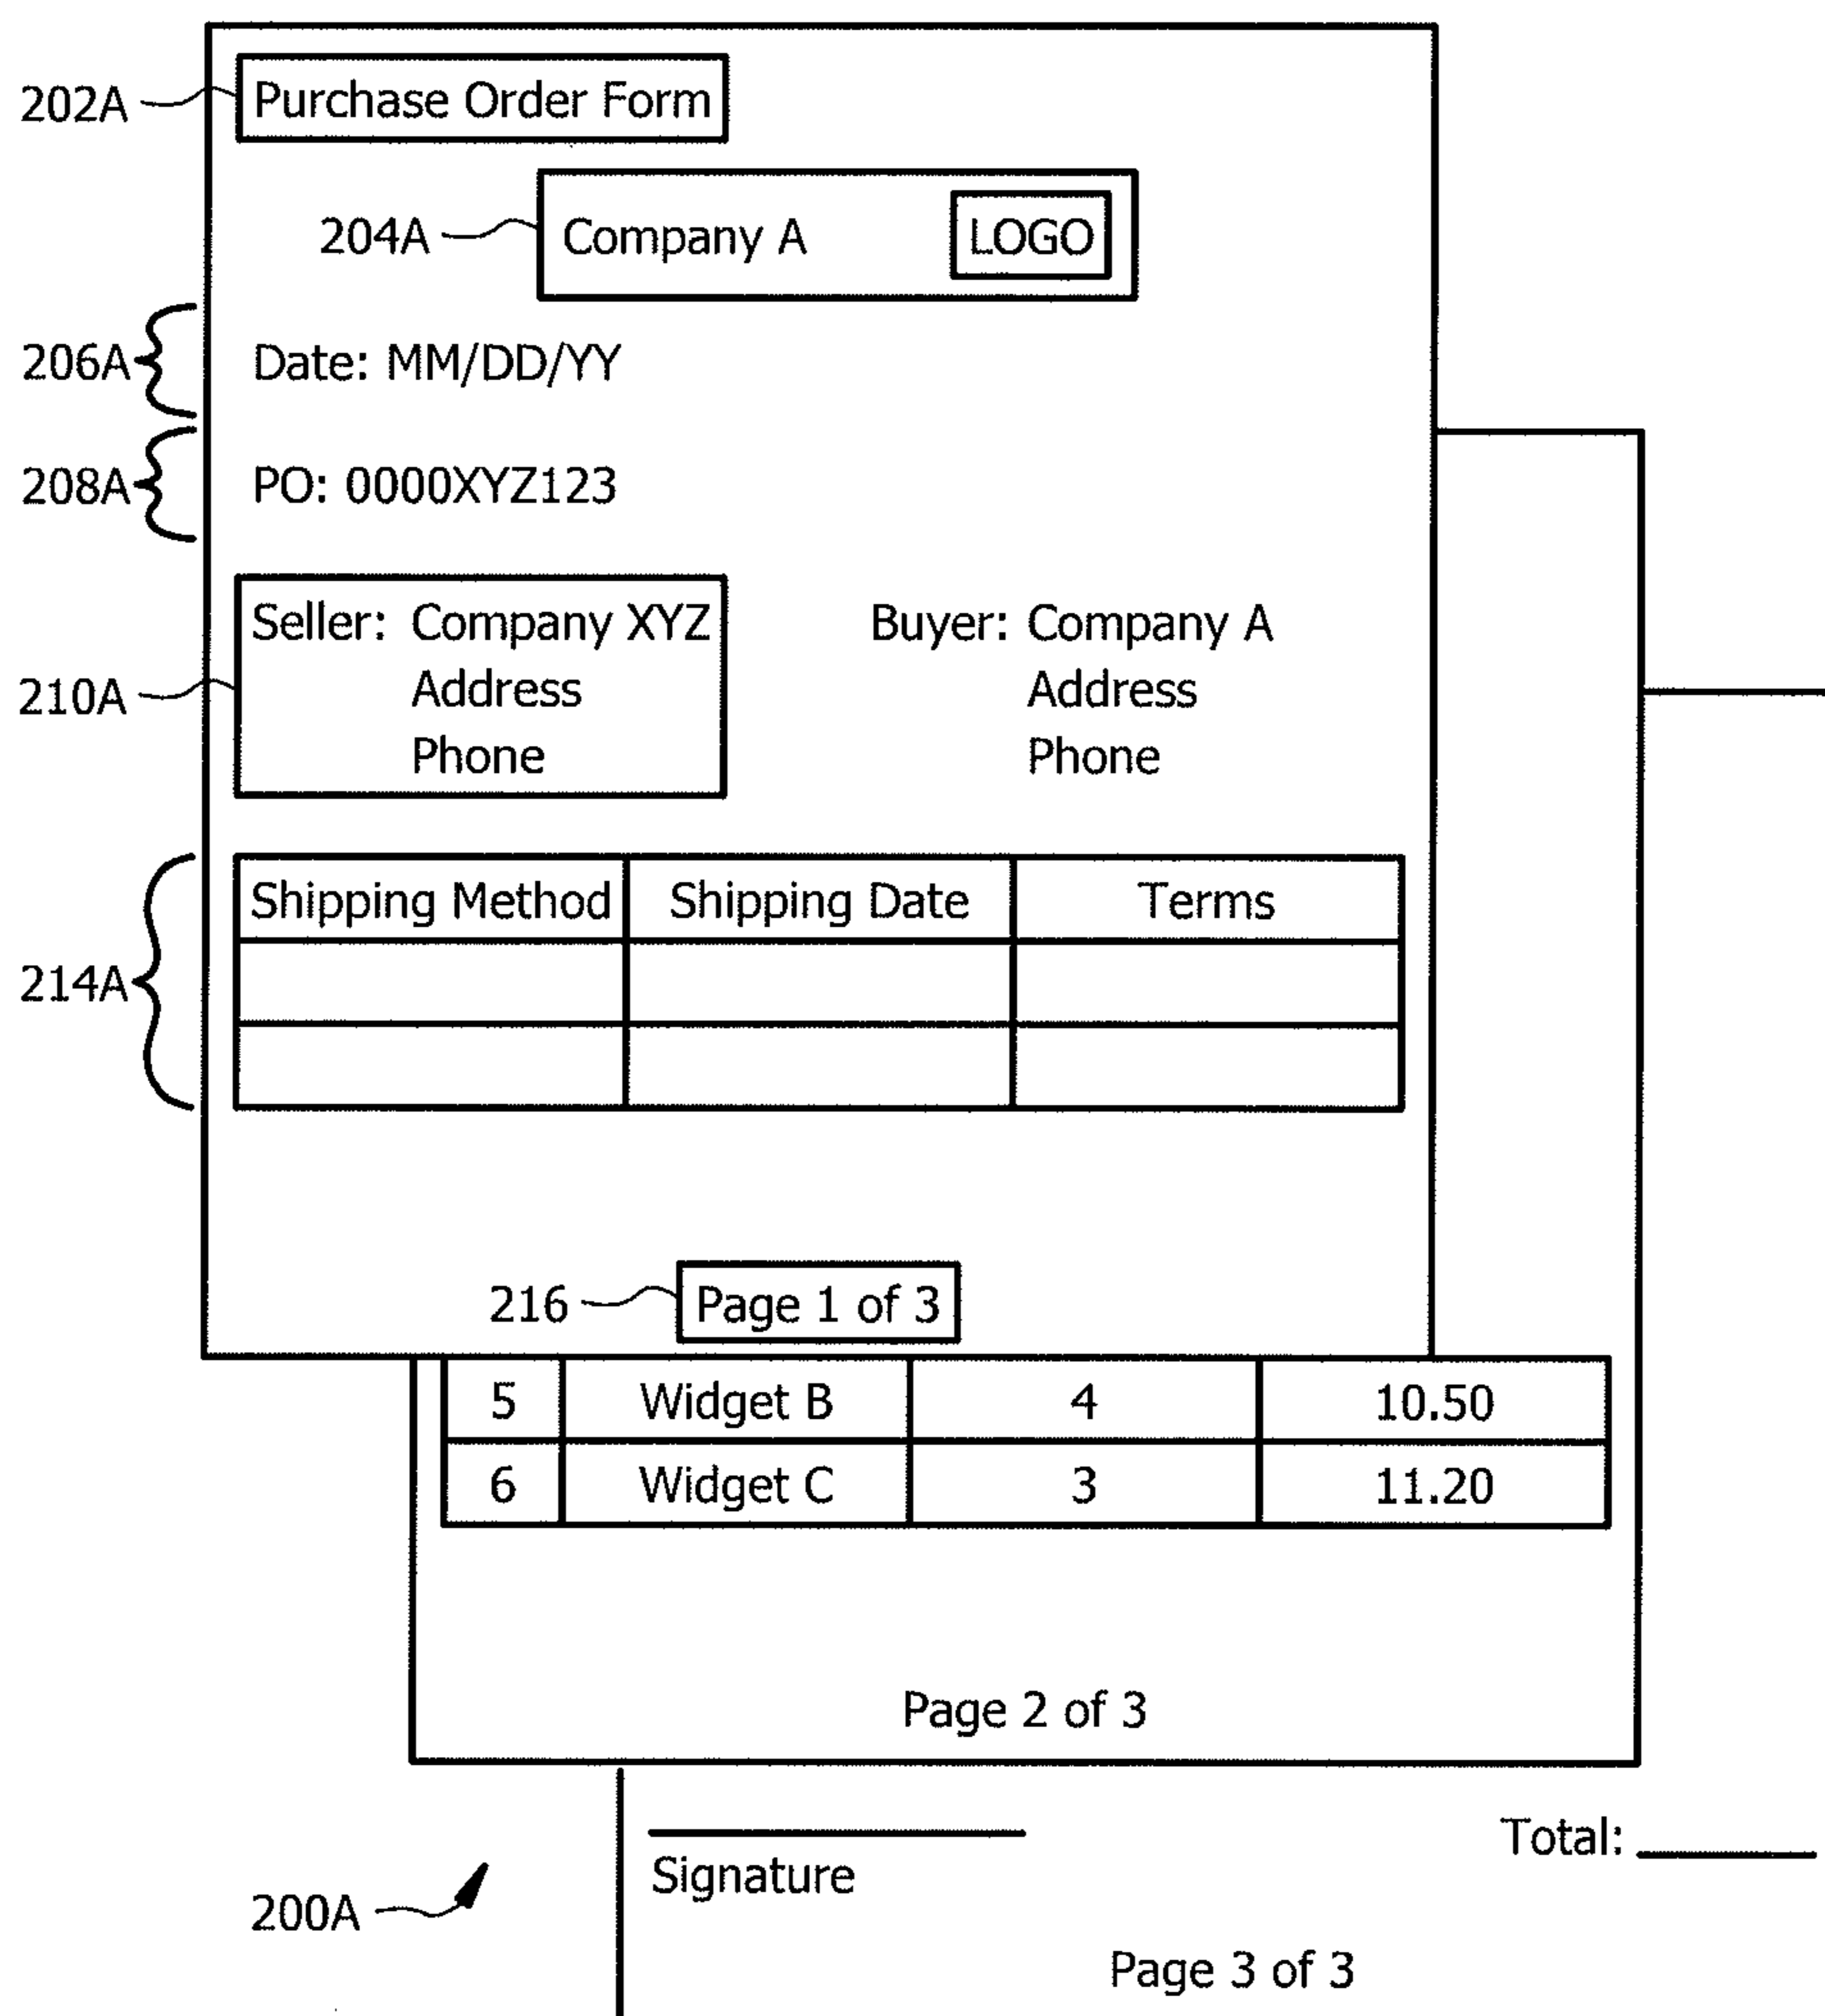 202A Purchase Order Form
204A Company A LOGO
206A Date: MM/DD/YY
208A PO: 0000XYZ123
Seller: Company XYZ Buyer: Company A
210A Address Address
Phone Phone
Shipping Method Shipping Date Terms
214A
216 Page 1 of 3
5 Widget B 4 10.50
6 Widget C 3 11.20
Page 2 of 3
Total:
Signature
200A
Page 3 of 3